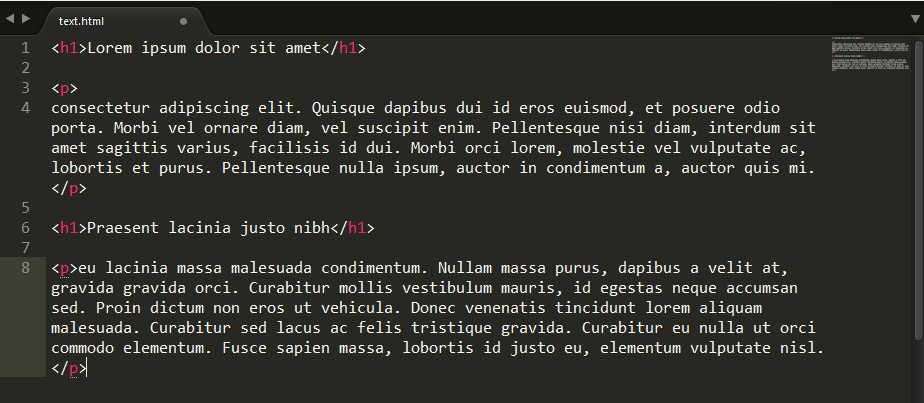 text.html
1 <h1>Lorem ipsum dolor sit amet</h1>
2
3 <p>
4 consectetur adipiscing elit. Quisque dapibus dui id eros euismod, et posuere odio
porta. Morbi vel ornare diam, vel suscipit enim. Pellentesque nisi diam, interdum sit
amet sagittis varius, facilisis id dui. Morbi orci lorem, molestie vel vulputate ac,
lobortis et purus. Pellentesque nulla ipsum, auctor in condimentum a, auctor quis mi.
</p>
5
6 <h1>Praesent lacinia justo nibh</h1>
7
8 <p>eu lacinia massa malesuada condimentum. Nullam massa purus, dapibus a velit at,
gravida gravida orci. Curabitur mollis vestibulum mauris, id egestas neque accumsan
sed. Proin dictum non eros ut vehicula. Donec venenatis tincidunt lorem aliquam
malesuada. Curabitur sed lacus ac felis tristique gravida. Curabitur eu nulla ut orci
commodo elementum. Fusce sapien massa, lobortis id justo eu, elementum vulputate nisl.
</p>